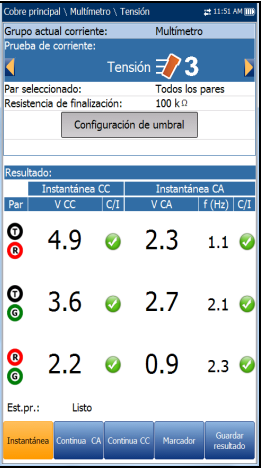 Cobre principal \ Multímetro \ Tensión 11:51 AM
Grupo actual corriente: Multímetro
Prueba de corriente:
Tensión 3
Par seleccionado: Todos los pares
Resistencia de finalización: 100 kΩ
Configuración de umbral
Resultado:
Instantánea CC Instantánea CA
Par V CC C/I V CA f (Hz) C/I
T
R 4.9 2.3 1.1
T
G 3.6 2.7 2.1
R
G 2.2 0.9 2.3
Est.pr.: Listo
Instantánea Continua CA Continua CC Marcador Guardar
resultado